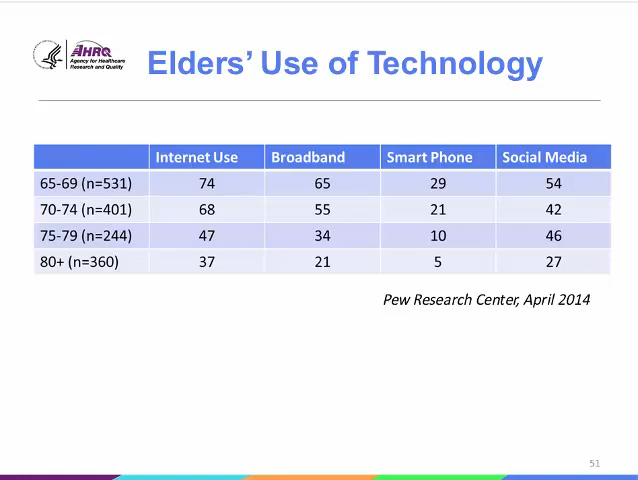 AHRQ
Agency for Healthcare
Research and Quality
Elders’ Use of Technology
Internet Use Broadband Smart Phone Social Media
65-69 (n=531) 74 65 29 54
70-74 (n=401) 68 55 21 42
75-79 (n=244) 47 34 10 46
80+ (n=360) 37 21 5 27
Pew Research Center, April 2014
51